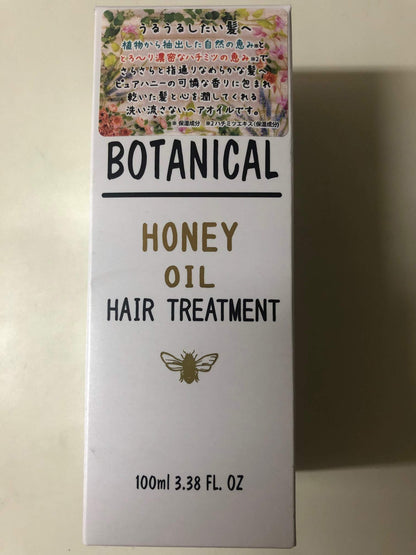 うるうるしたい髪へ
植物から抽出した自然の恵み※と
とろ〜り濃密なハチミツの恵み※2で
さらさらと指通りなめらかな髪へ
ピュアハニーの可憐な香りに包まれ
乾いた髪と心を潤してくれる
洗い流さないヘアオイルです。
※ 保湿成分 ※2ハチミツエキス(保湿成分)
BOTANICAL
HONEY
OIL
HAIR TREATMENT
100ml 3.38 FL. OZ